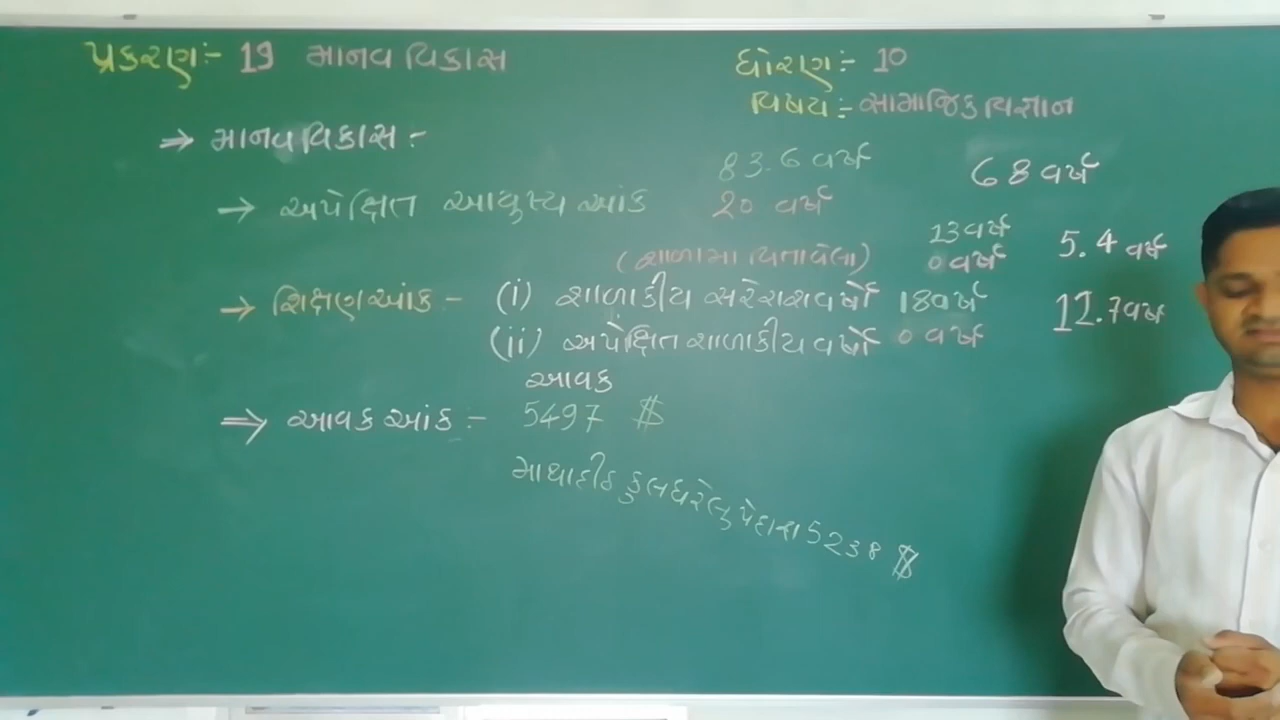 પ્રકરણ:- 19 માનવ વિકાસ
ધોરણ:- 10
વિષય:- સામાજિક વિજ્ઞાન
⇒ માનવ વિકાસ:-
83.6 વર્ષ
68 વર્ષ
→ અપેક્ષિત આયુષ્ય આંક 20 વર્ષ
13 વર્ષ
5.4 વર્ષ
(શાળામા વિતાવેલા) ૦ વર્ષ
→ શિક્ષણ આંક - (i) શાળાકીય સરેરાશ વર્ષો 18 વર્ષ 12.7 વર્ષ
(ii) અપેક્ષિત શાળાકીય વર્ષો ૦ વર્ષ
આવક
⇒ આવક આંક:- 5497 $
માથાદીઠ કુલ ઘરેલુ પેદાશ 5238 $